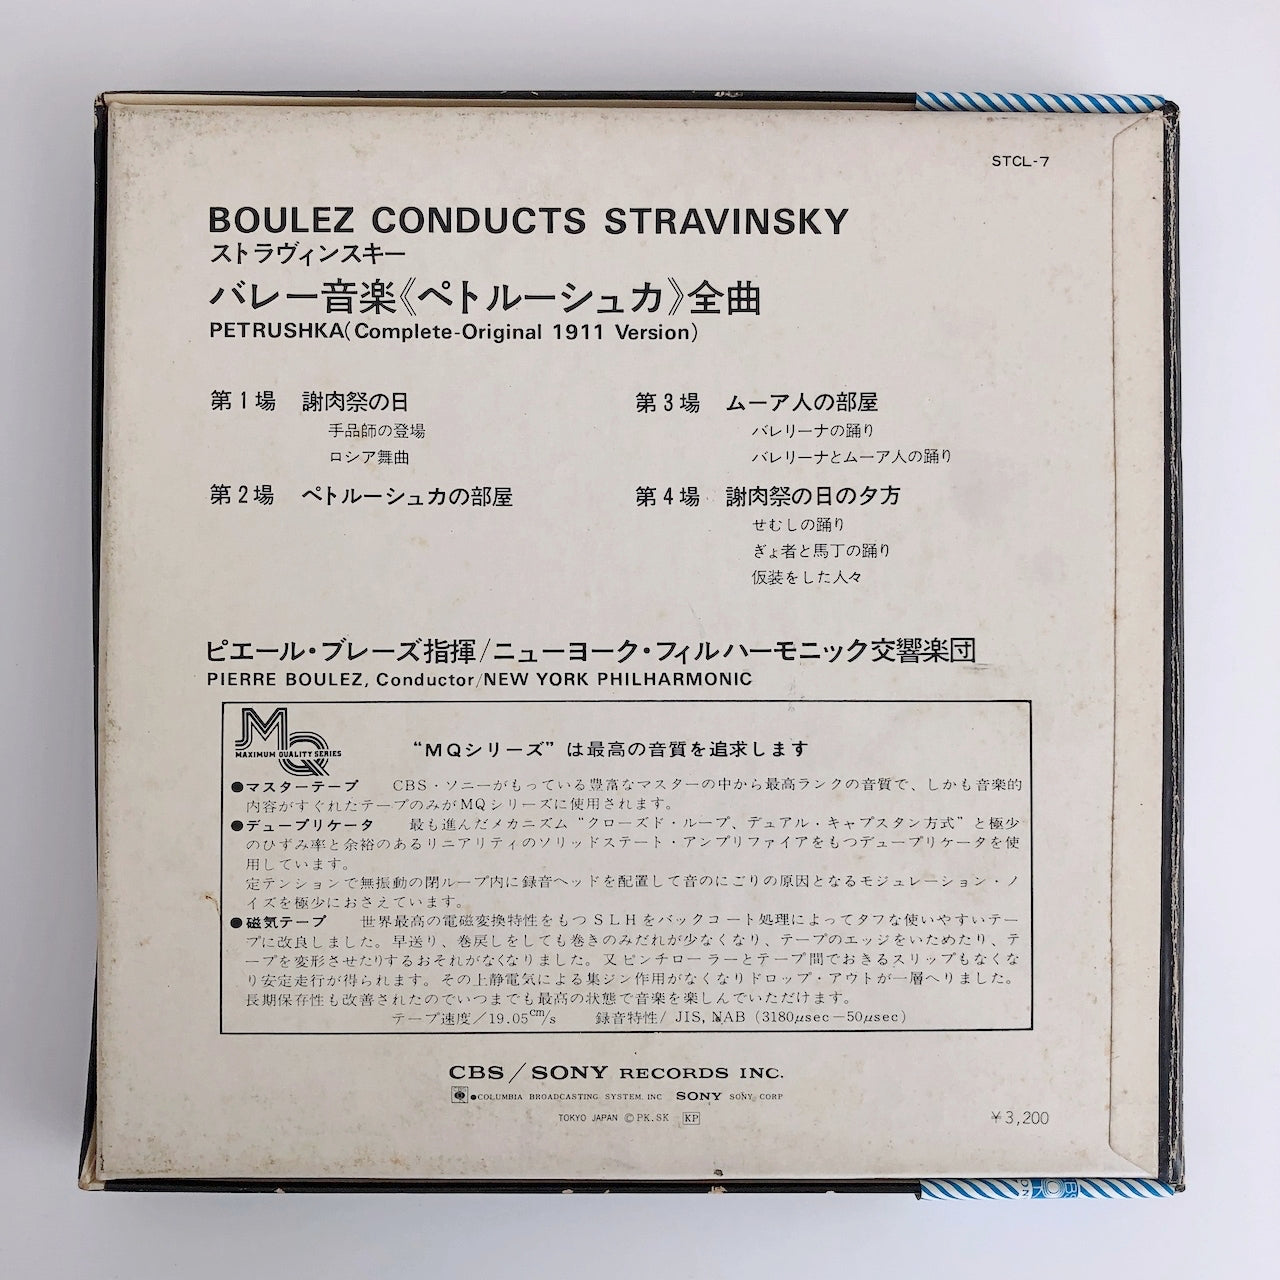 STCL-7
BOULEZ CONDUCTS STRAVINSKY
ストラヴィンスキー
バレー音楽《ペトルーシュカ》全曲
PETRUSHKA(Complete-Original 1911 Version)
第1場 謝肉祭の日
手品師の登場
ロシア舞曲
第2場 ペトルーシュカの部屋
第3場 ムーア人の部屋
バレリーナの踊り
バレリーナとムーア人の踊り
第4場 謝肉祭の日の夕方
せむしの踊り
ぎょ者と馬丁の踊り
仮装をした人々
ピエール・ブレーズ指揮/ニューヨーク・フィルハーモニック交響楽団
PIERRE BOULEZ, Conductor/NEW YORK PHILHARMONIC
MQ
MAXIMUM QUALITY SERIES
“MQシリーズ”は最高の音質を追求します
●マスターテープ CBS・ソニーがもっている豊富なマスターの中から最高ランクの音質で、しかも音楽的
内容がすぐれたテープのみがMQシリーズに使用されます。
●デュープリケータ 最も進んだメカニズム“クローズド・ループ、デュアル・キャプスタン方式”と極少
のひずみ率と余裕のあるリニアリティのソリッドステート・アンプリファイアをもつデュープリケータを使
用しています。
定テンションで無振動の閉ループ内に録音ヘッドを配置して音のにごりの原因となるモジュレーション・ノ
イズを極少におさえています。
●磁気テープ 世界最高の電磁変換特性をもつSLHをバックコート処理によってタフな使いやすいテー
プに改良しました。早送り、巻戻しをしても巻きのみだれが少なくなり、テープのエッジをいためたり、テ
ープを変形させたりするおそれがなくなりました。又ピンチローラーとテープ間でおきるスリップもなくな
り安定走行が得られます。その上静電気による集ジン作用がなくなりドロップ・アウトが一層へりました。
長期保存性も改善されたのでいつまでも最高の状態で音楽を楽しんでいただけます。
テープ速度/19.05cm/s 録音特性/ JIS, NAB (3180μsec－50μsec)
CBS/SONY RECORDS INC.
CBS ●COLUMBIA BROADCASTING SYSTEM. INC SONY SONY CORP
TOKYO JAPAN ©PK.SK KP
¥3,200